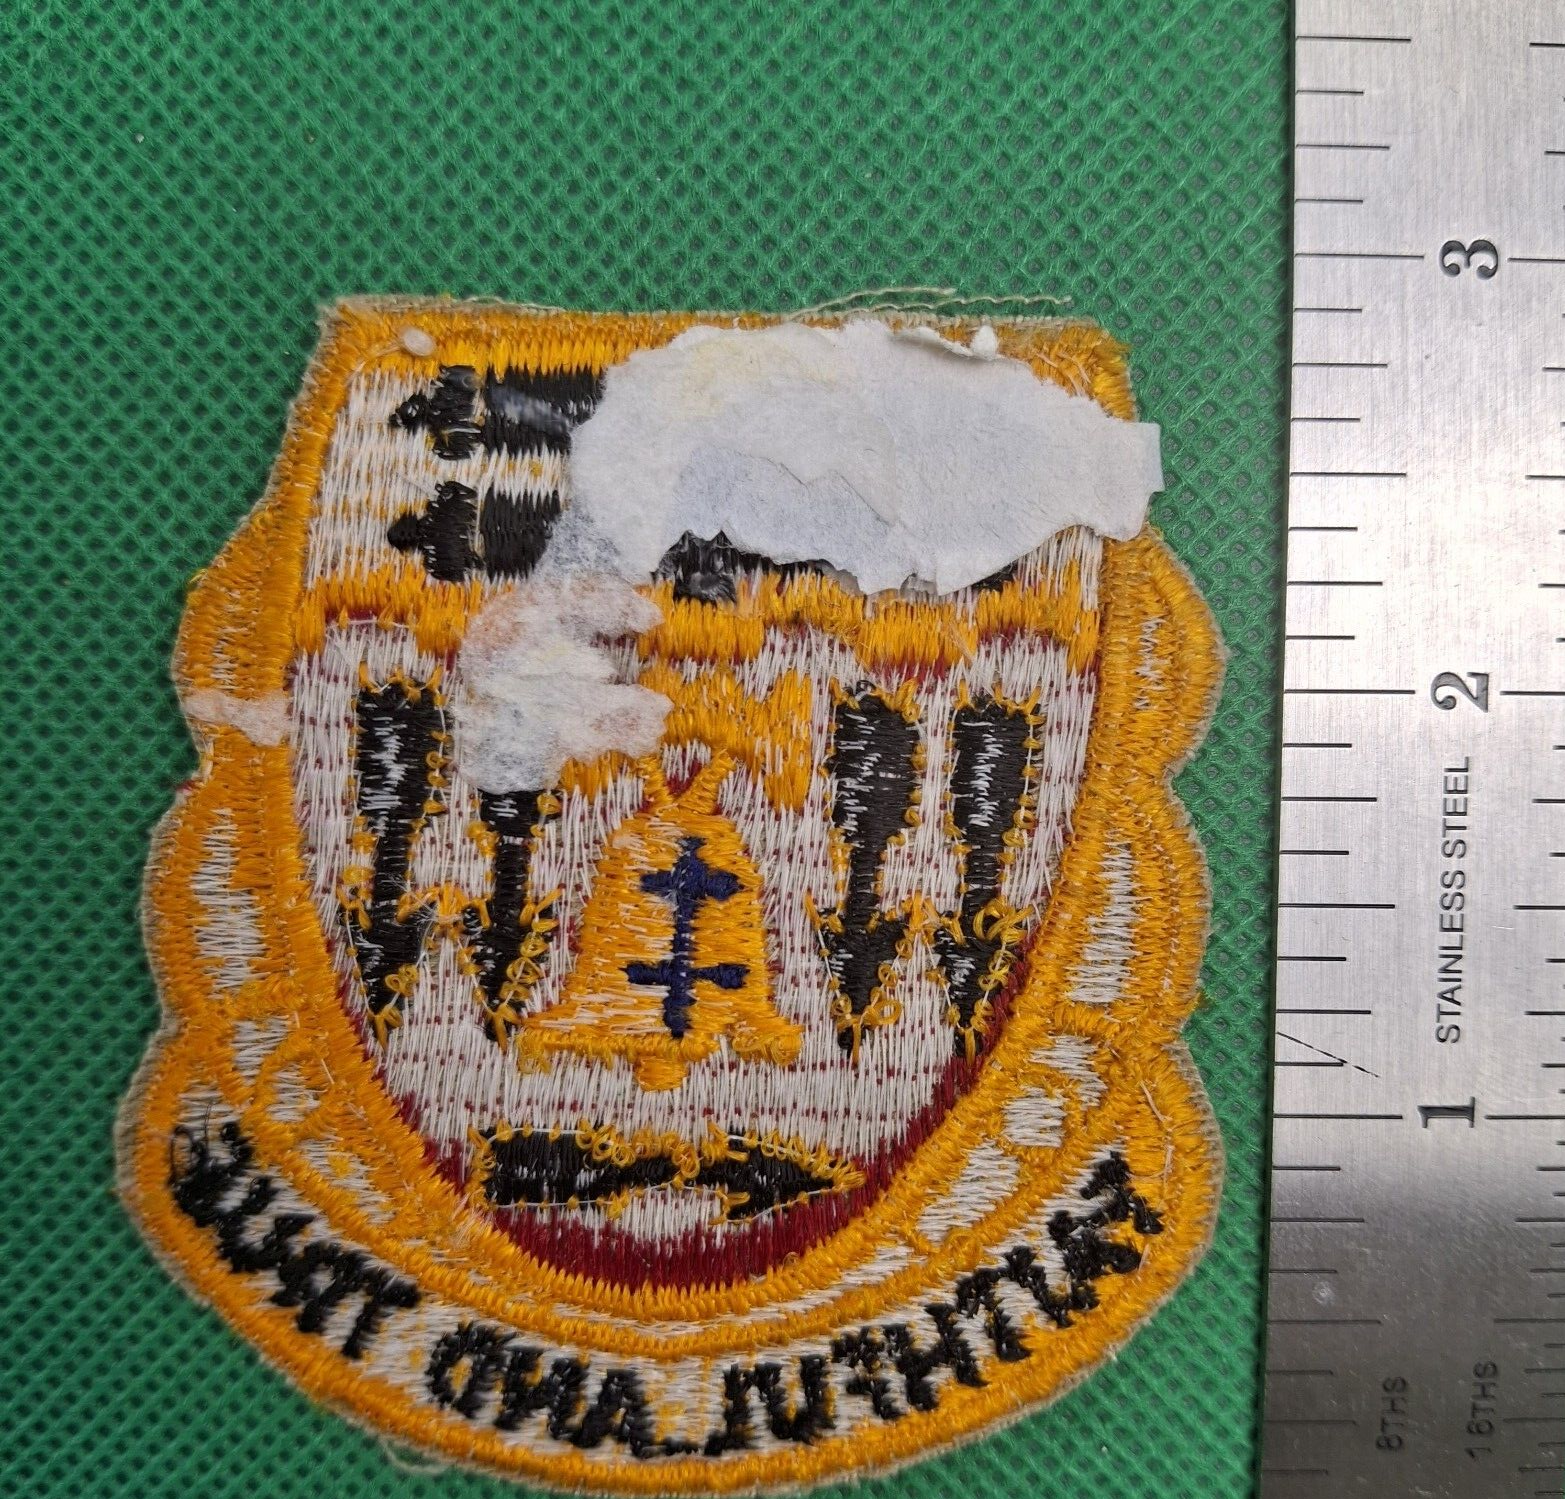 FAITHFUL AND TRUE
3
2
1
STAINLESS STEEL
8THS
16THS